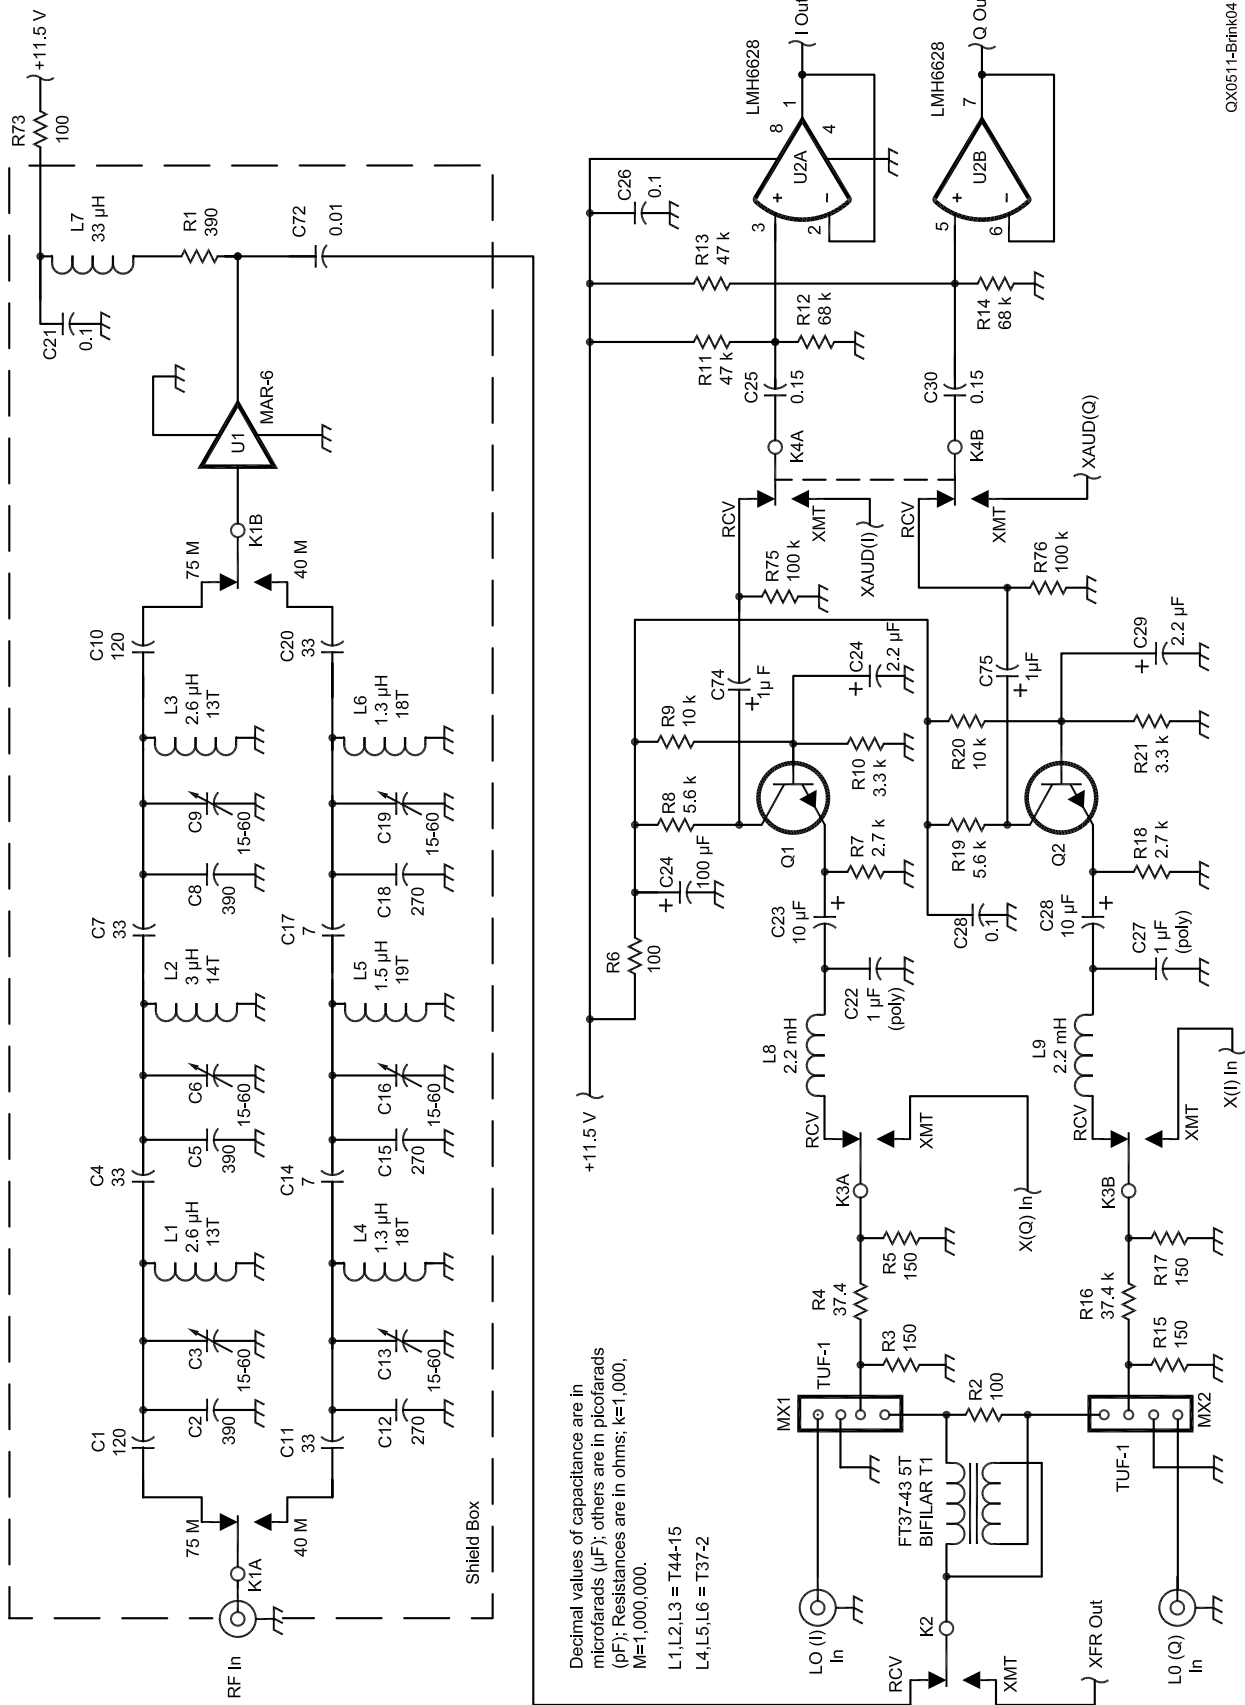 RF In
K1A
75 M
40 M
C1
120
C2
390
C3
15-60
L1
2.6 µH
13T
C4
33
C5
390
C6
15-60
L2
3 µH
14T
C7
33
C8
390
C9
15-60
L3
2.6 µH
13T
C10
120
75 M
40 M
K1B
C11
33
C12
270
C13
15-60
L4
1.3 µH
18T
C14
7
C15
270
C16
15-60
L5
1.5 µH
19T
C17
7
C18
270
C19
15-60
L6
1.3 µH
18T
C20
33
U1
MAR-6
C21
0.1
L7
33 µH
R1
390
C72
0.01
R73
100
+11.5 V
Shield Box
Decimal values of capacitance are in
microfarads (µF); others are in picofarads
(pF); Resistances are in ohms; k=1,000,
M=1,000,000.
L1,L2,L3 = T44-15
L4,L5,L6 = T37-2
+11.5 V
R6
100
C24
100 µF
+
R8
5.6 k
R9
10 k
C74
1µ F
+
R75
100 k
RCV
XMT
K4A
XAUD(I)
C25
0.15
R11
47 k
R12
68 k
R13
47 k
C26
0.1
3
+
2
–
U2A
8
1
4
LMH6628
I Out
LO (I)
In
MX1
TUF-1
R3
150
R4
37.4
R5
150
K3A
RCV
XMT
X(Q) In
L8
2.2 mH
C22
1 µF
(poly)
C23
10 µF
+
Q1
R7
2.7 k
R10
3.3 k
C24
2.2 µF
+
RCV
XMT
K2
XFR Out
FT37-43 5T
BIFILAR T1
R2
100
C28
0.1
R19
5.6 k
R20
10 k
C75
1µF
+
R76
100 k
RCV
XMT
K4B
XAUD(Q)
C30
0.15
R14
68 k
5
+
6
–
U2B
7
LMH6628
Q Ou
L0 (Q)
In
TUF-1
MX2
R15
150
R16
37.4 k
R17
150
K3B
RCV
XMT
X(I) In
L9
2.2 mH
C27
1 µF
(poly)
C28
10 µF
+
Q2
R18
2.7 k
R21
3.3 k
C29
2.2 µF
+
QX0511-Brink04